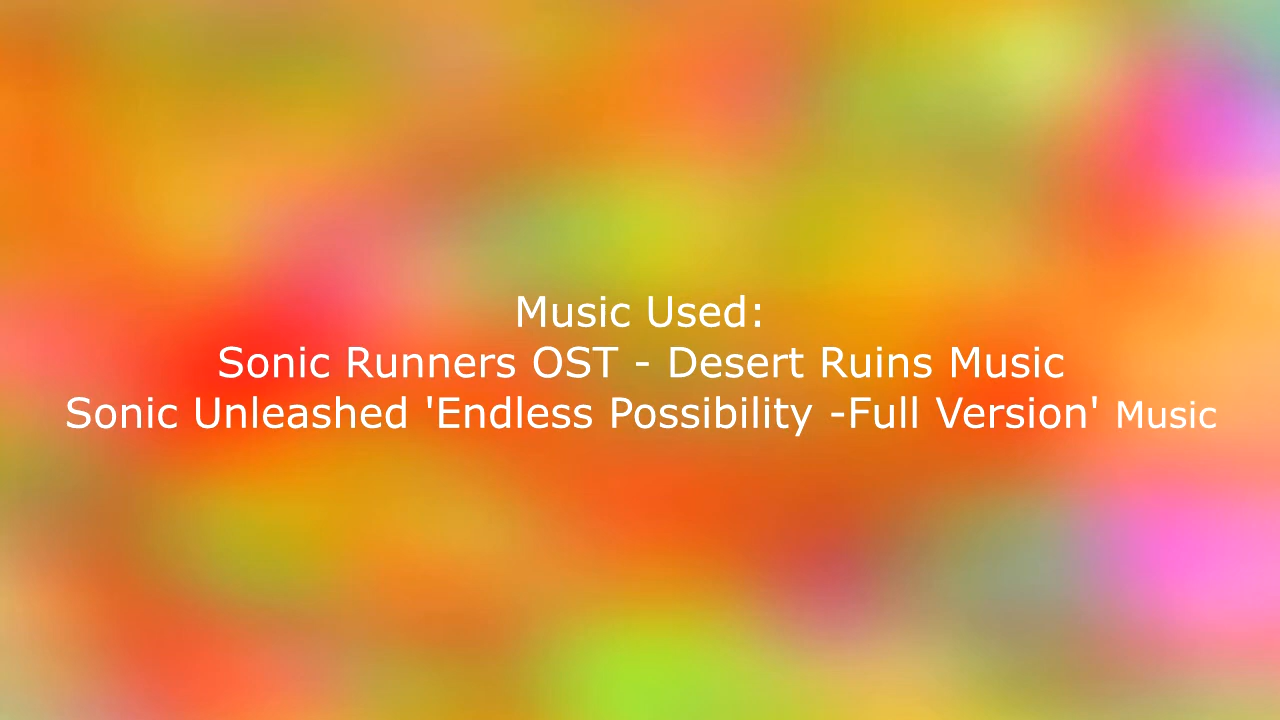 Music Used:
Sonic Runners OST - Desert Ruins Music
Sonic Unleashed 'Endless Possibility -Full Version' Music